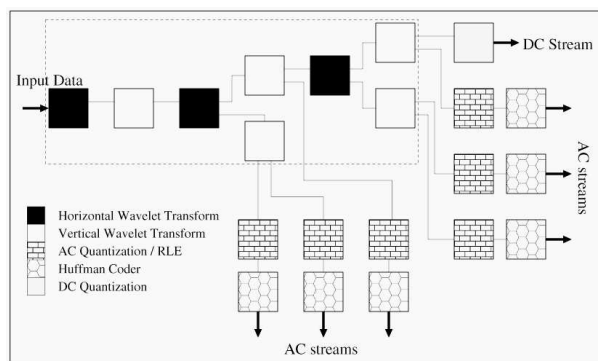 DC Stream
Input Data
AC streams
Horizontal Wavelet Transform
Vertical Wavelet Transform
AC Quantization / RLE
Huffman Coder
DC Quantization
AC streams